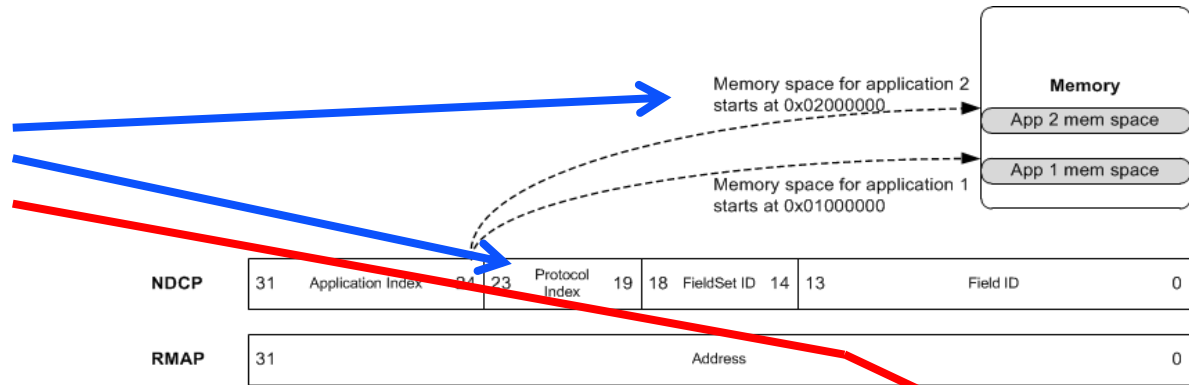 Memory space for application 2
starts at 0x02000000
Memory
App 2 mem space
App 1 mem space
Memory space for application 1
starts at 0x01000000
NDCP 31 Application Index 24 23 Protocol Index 19 18 FieldSet ID 14 13 Field ID 0
RMAP 31 Address 0